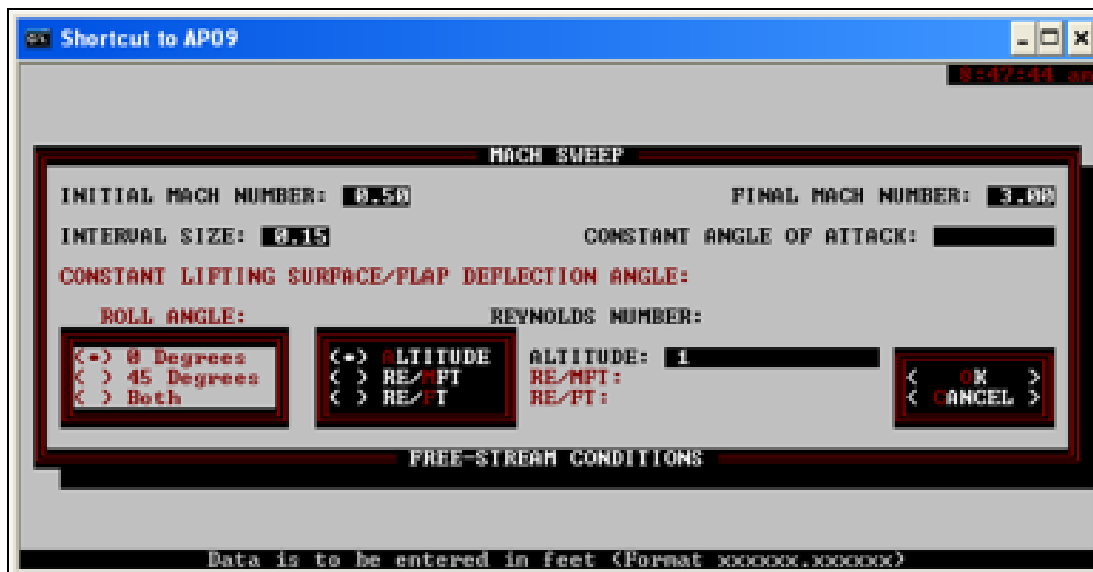 Shortcut to AP09
8:47:44 am
MACH SWEEP
INITIAL MACH NUMBER: 0.50 FINAL MACH NUMBER: 3.00
INTERVAL SIZE: 0.15 CONSTANT ANGLE OF ATTACK:
CONSTANT LIFTING SURFACE/FLAP DEFLECTION ANGLE:
ROLL ANGLE: REYNOLDS NUMBER:
(•) 0 Degrees (•) ALTITUDE ALTITUDE: 1
( ) 45 Degrees ( ) RE/MFT RE/MFT: < OK >
( ) Both ( ) RE/FT RE/FT: < CANCEL >
FREE-STREAM CONDITIONS
Data is to be entered in feet (Format xxxxxx.xxxxxx)